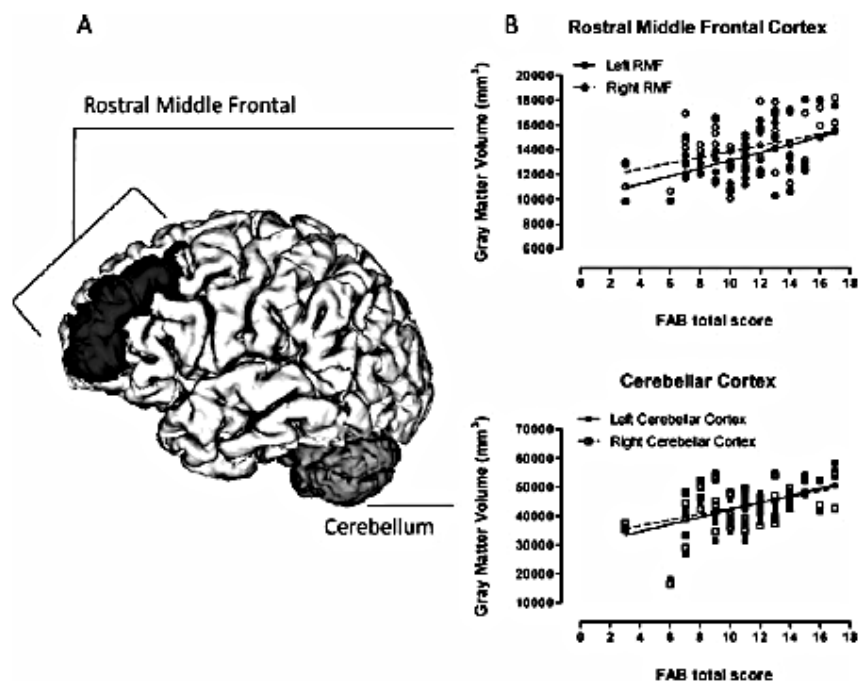 A
Rostral Middle Frontal
Cerebellum
B
Rostral Middle Frontal Cortex
Left RMF
Right RMF
Gray Matter Volume (mm³)
20000
18000
16000
14000
12000
10000
8000
6000
0 2 4 6 8 10 12 14 16 18
FAB total score
Cerebellar Cortex
Left Cerebellar Cortex
Right Cerebellar Cortex
Gray Matter Volume (mm³)
70000
60000
50000
40000
30000
20000
10000
0 2 4 6 8 10 12 14 16 18
FAB total score